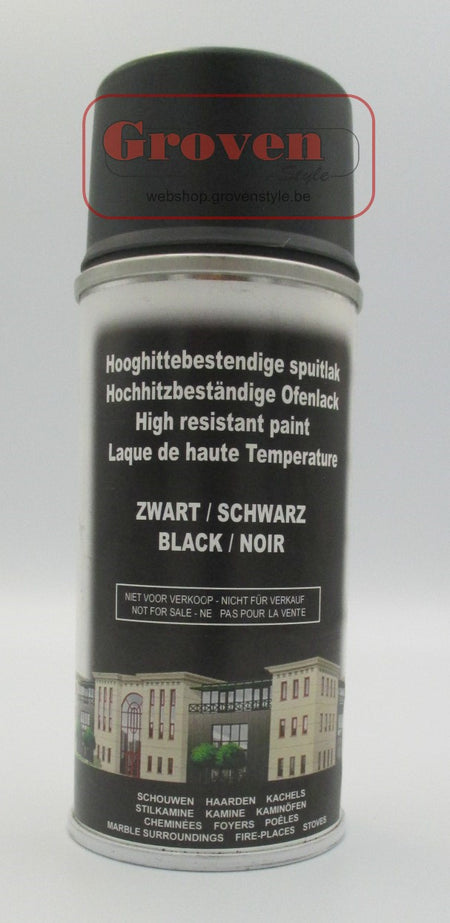 Groven
Style
webshop.grovenstyle.be
Hooghittebestendige spuitlak
Hochhitzbeständige Ofenlack
High resistant paint
Laque de haute Temperature
ZWART / SCHWARZ
BLACK / NOIR
NIET VOOR VERKOOP - NICHT FÜR VERKAUF
NOT FOR SALE - NE PAS POUR LA VENTE
SCHOUWEN HAARDEN KACHELS
STILKAMINE KAMINE KAMINÖFEN
CHEMINÉES FOYERS POÊLES
MARBLE SURROUNDINGS FIRE-PLACES STOVES